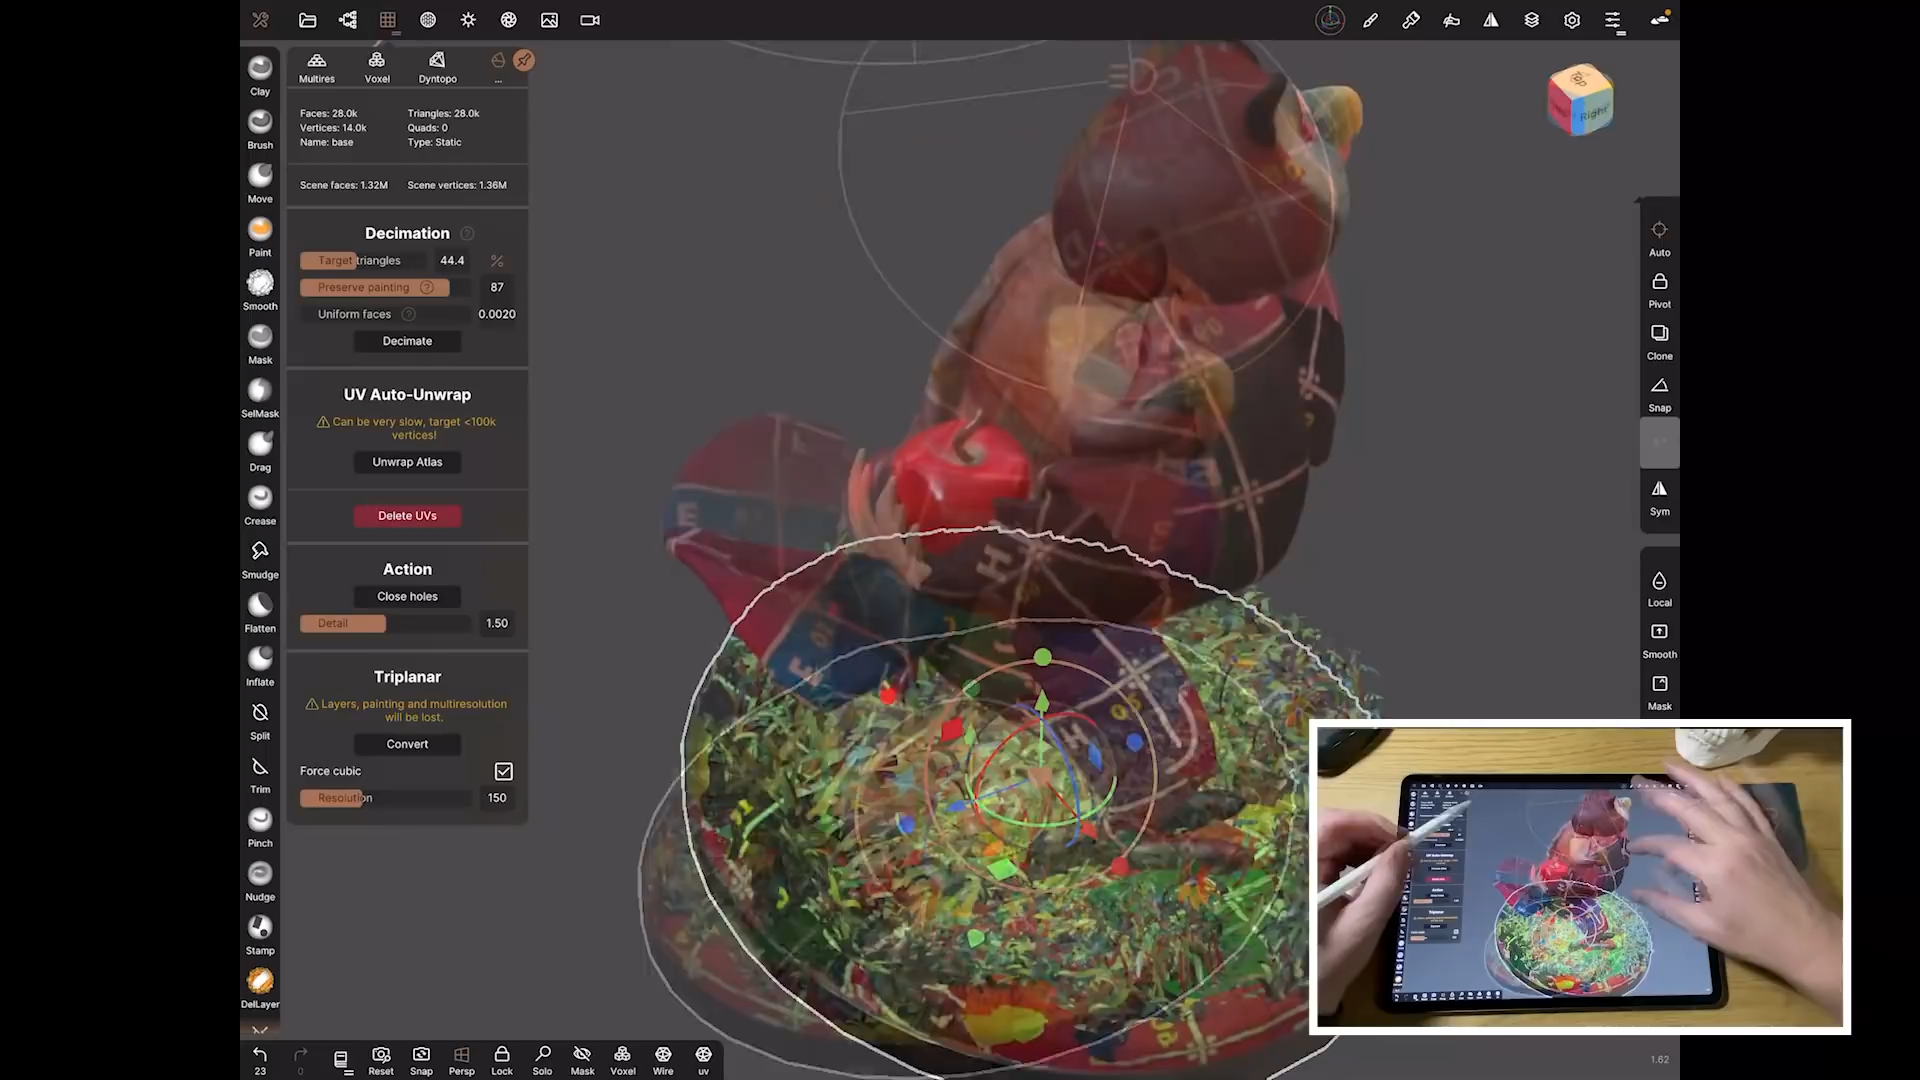 Multires
Voxel
Dyntopo
...
Faces: 28.0k
Triangles: 28.0k
Vertices: 14.0k
Quads: 0
Name: base
Type: Static
Scene faces: 1.32M
Scene vertices: 1.36M
Decimation ?
Target triangles 44.4 %
Preserve painting ? 87
Uniform faces ? 0.0020
Decimate
UV Auto-Unwrap
Can be very slow, target <100k
vertices!
Unwrap Atlas
Delete UVs
Action
Close holes
Detail 1.50
Triplanar
Layers, painting and multiresolution
will be lost.
Convert
Force cubic
Resolution 150
Clay
Brush
Move
Paint
Smooth
Mask
SelMask
Drag
Crease
Smudge
Flatten
Inflate
Split
Trim
Pinch
Nudge
Stamp
DelLayer
23
0
Reset
Snap
Persp
Lock
Solo
Mask
Voxel
Wire
uv
Top
Right
Auto
Pivot
Clone
Snap
Sym
Local
Smooth
Mask
1.62
E
H
H